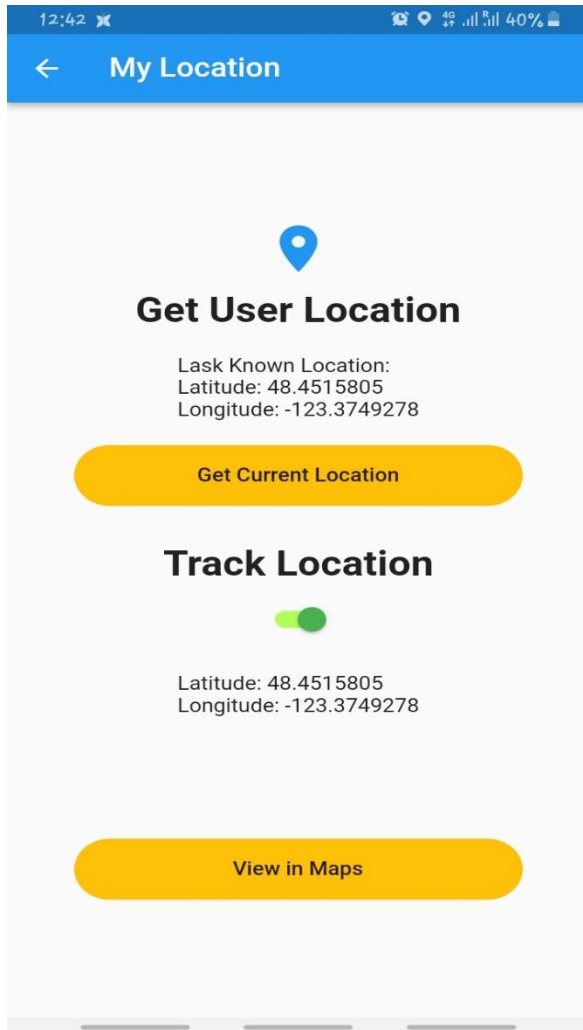 12:42 4G R 40%
My Location
Get User Location
Lask Known Location:
Latitude: 48.4515805
Longitude: -123.3749278
Get Current Location
Track Location
Latitude: 48.4515805
Longitude: -123.3749278
View in Maps